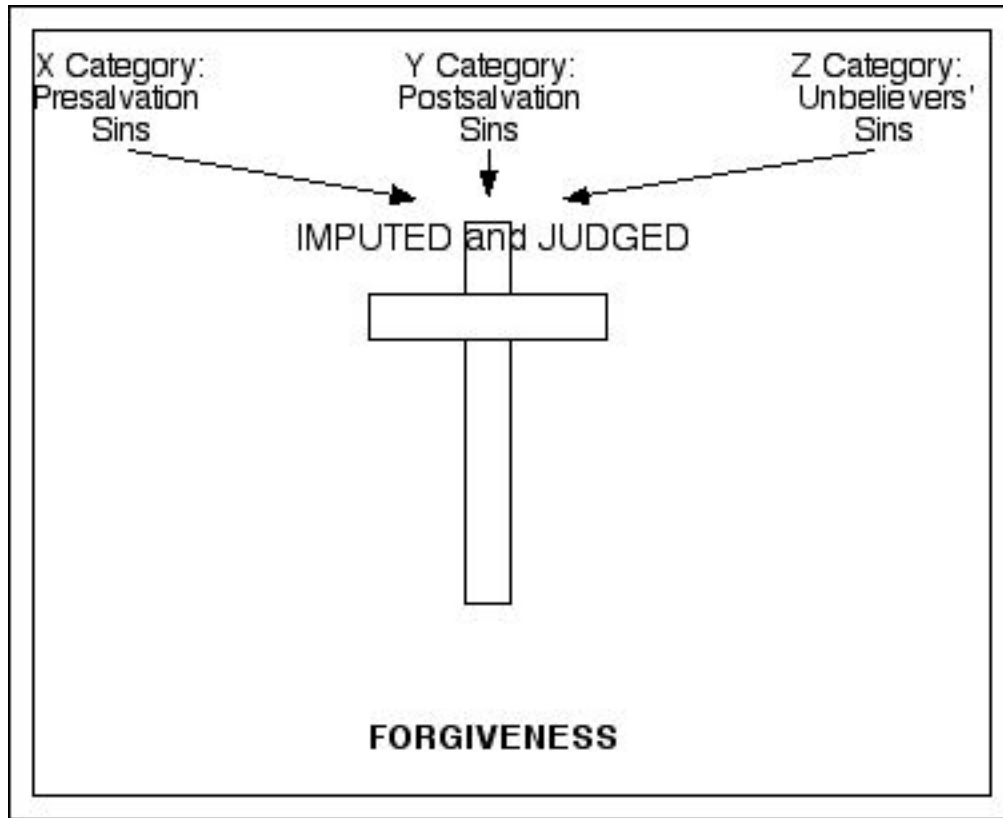 X Category:
Presalvation
Sins
Y Category:
Postsalvation
Sins
Z Category:
Unbelievers'
Sins
IMPUTED and JUDGED
FORGIVENESS